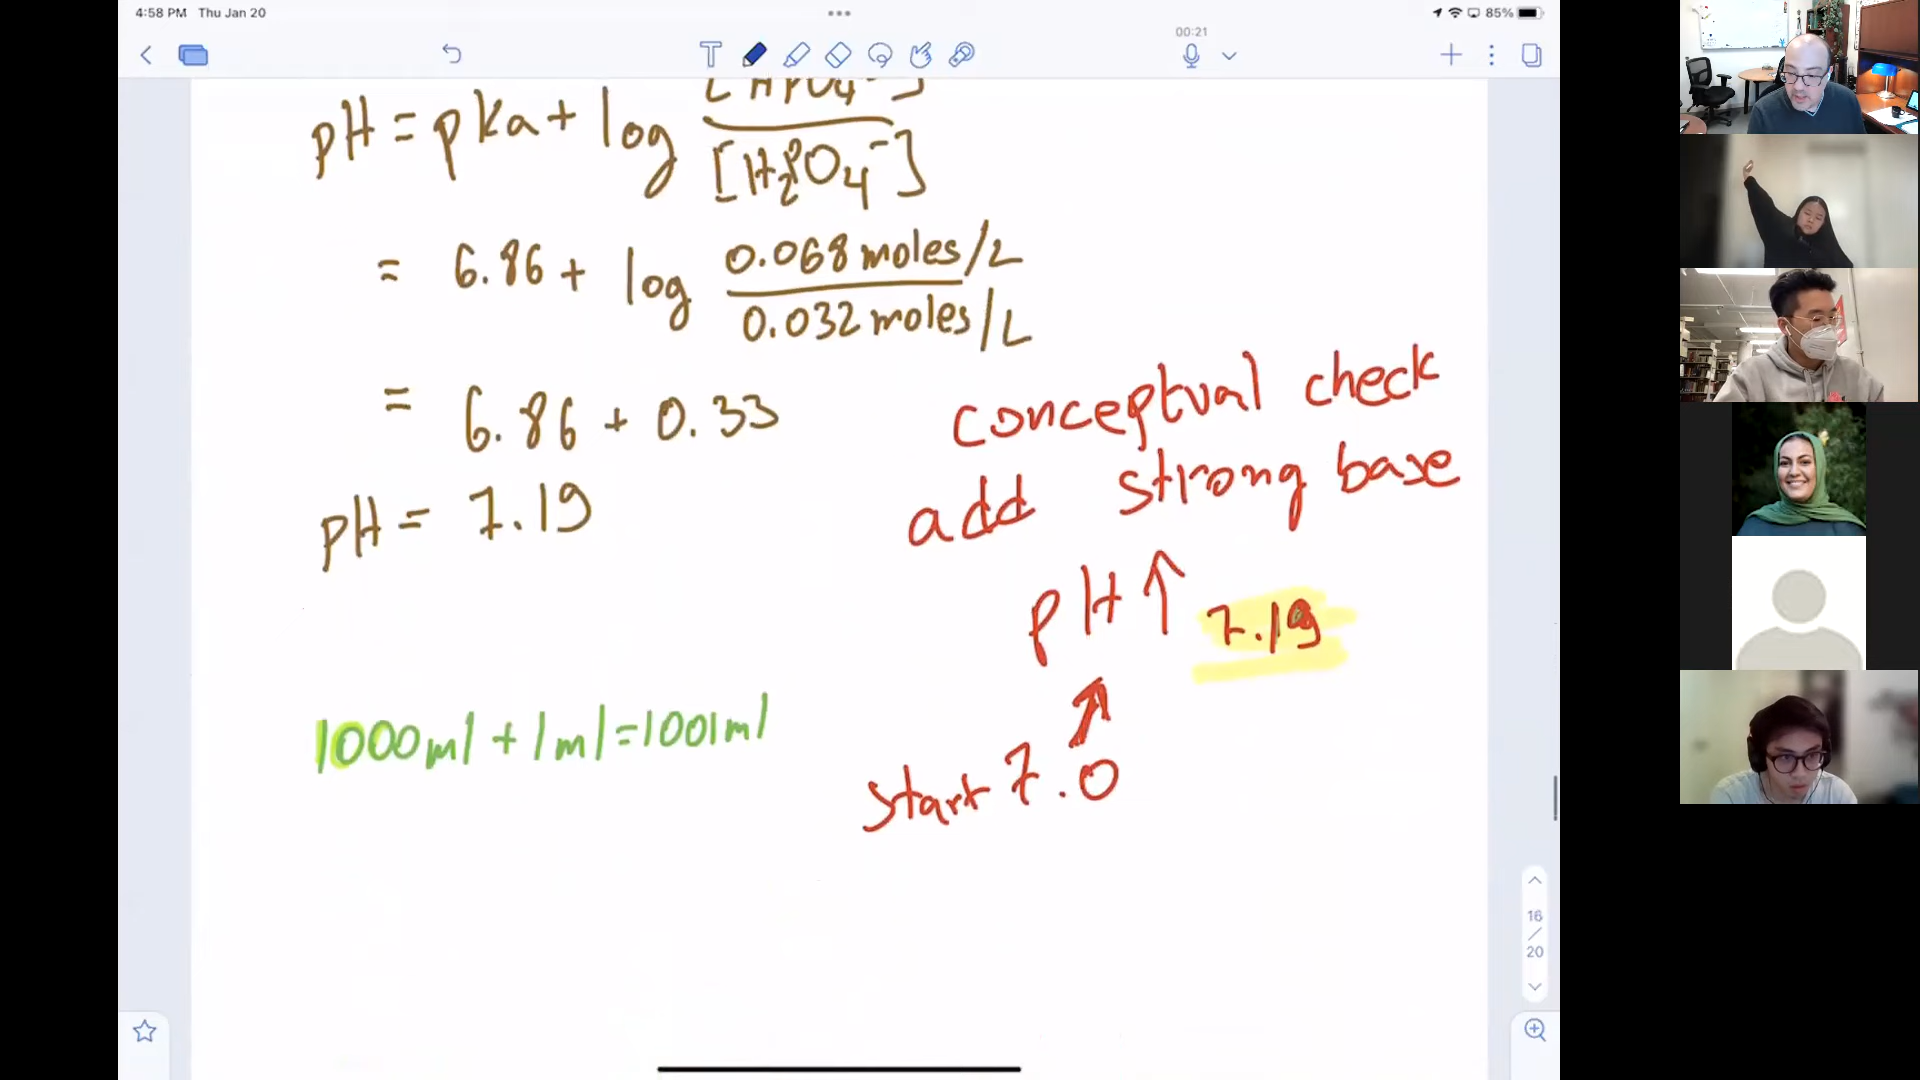 4:58 PM Thu Jan 20
85%
00:21
pH = pka + log [HPO4
[H2PO4-]
= 6.86 + log 0.068 moles/L
0.032 moles/L
= 6.86 + 0.33
pH = 7.19
conceptual check
add strong base
pH ↑ 7.19
start 7.0
1000ml + 1ml = 1001ml
16
/
20